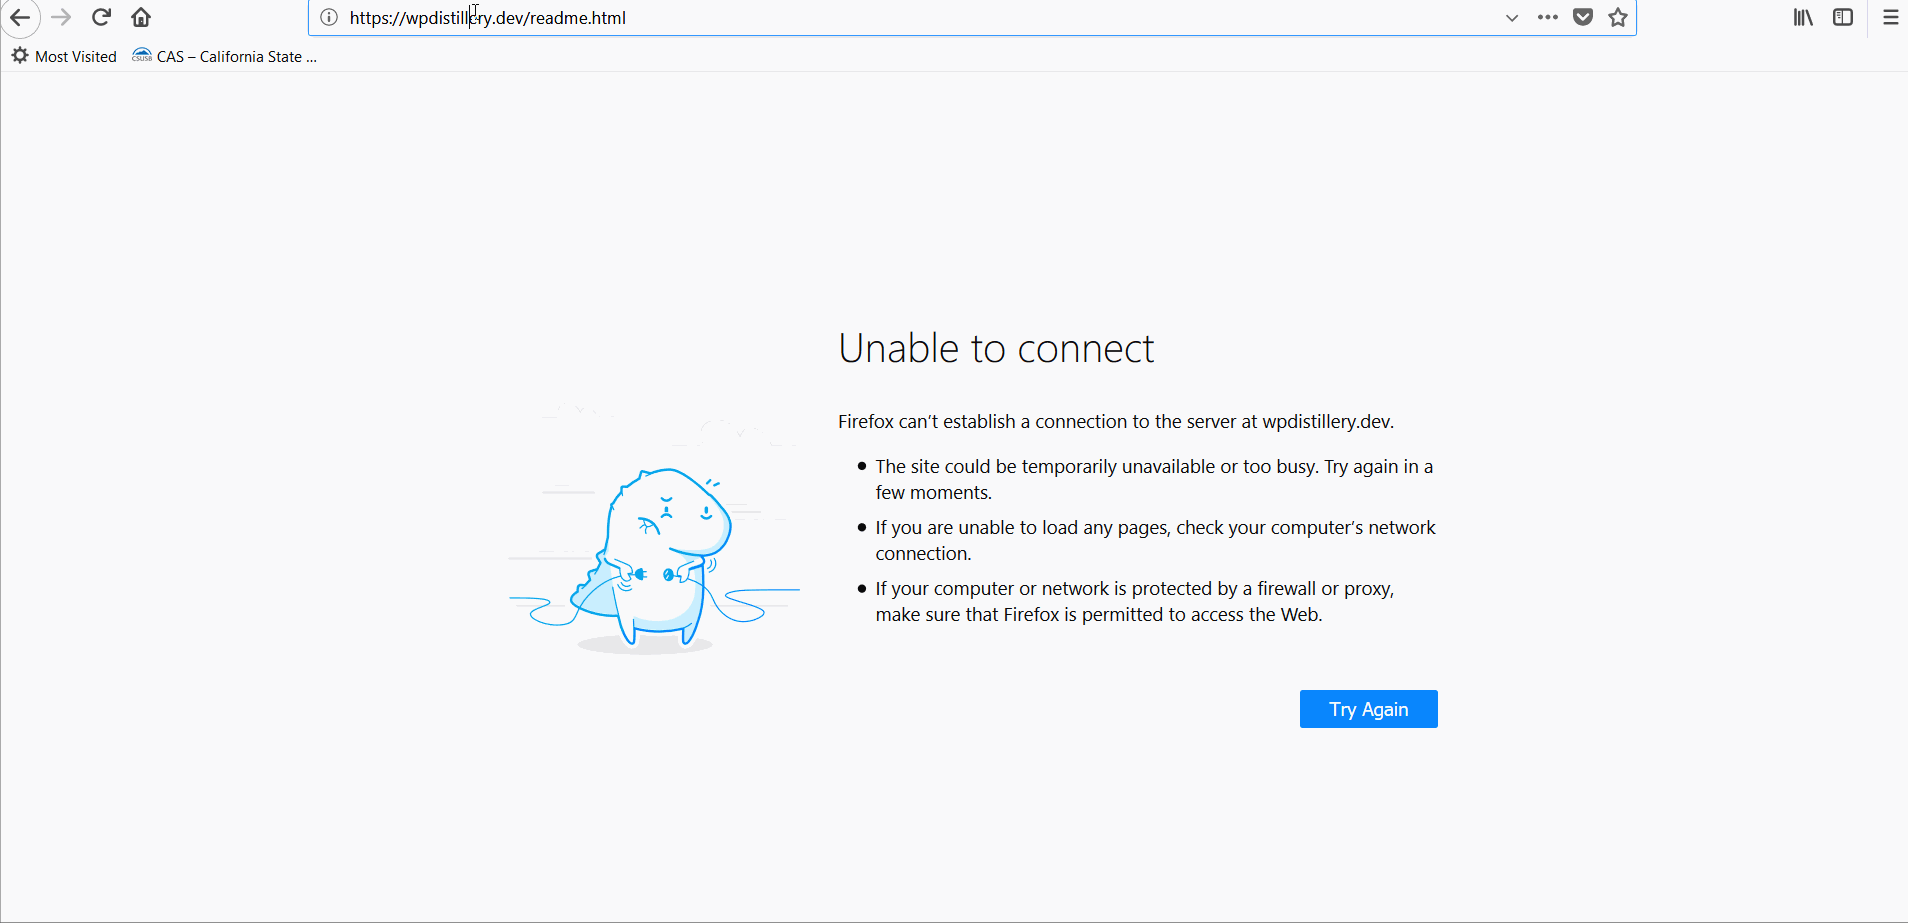 https://wpdistillery.dev/readme.html
Most Visited CSUSB CAS – California State ...
Unable to connect
Firefox can’t establish a connection to the server at wpdistillery.dev.
The site could be temporarily unavailable or too busy. Try again in a
few moments.
If you are unable to load any pages, check your computer’s network
connection.
If your computer or network is protected by a firewall or proxy,
make sure that Firefox is permitted to access the Web.
Try Again